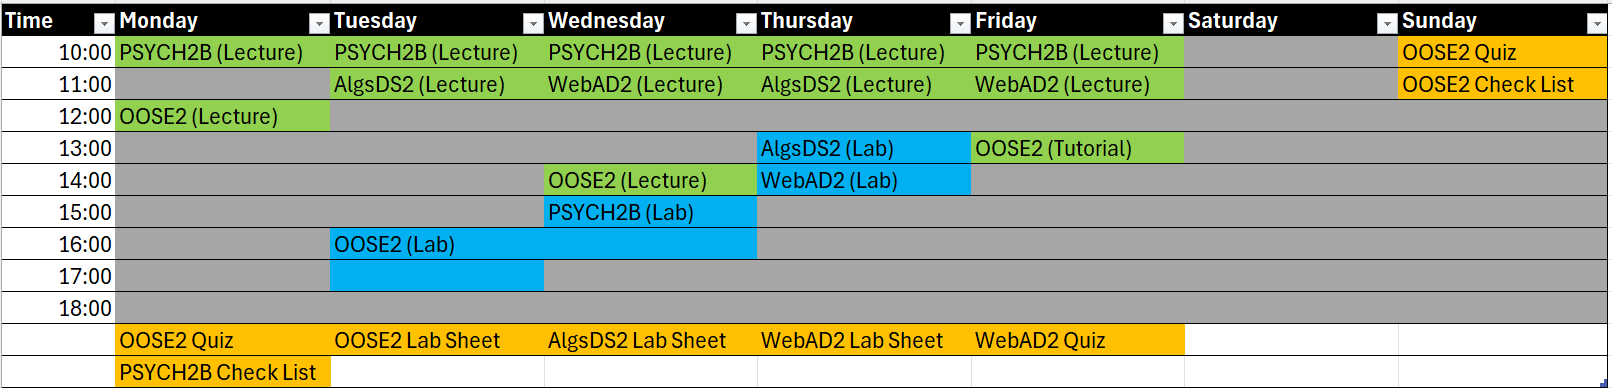 Time Monday Tuesday Wednesday Thursday Friday Saturday Sunday
10:00 PSYCH2B (Lecture) PSYCH2B (Lecture) PSYCH2B (Lecture) PSYCH2B (Lecture) PSYCH2B (Lecture) OOSE2 Quiz
11:00 AlgsDS2 (Lecture) WebAD2 (Lecture) AlgsDS2 (Lecture) WebAD2 (Lecture) OOSE2 Check List
12:00 OOSE2 (Lecture)
13:00 AlgsDS2 (Lab) OOSE2 (Tutorial)
14:00 OOSE2 (Lecture) WebAD2 (Lab)
15:00 PSYCH2B (Lab)
16:00 OOSE2 (Lab)
17:00
18:00
OOSE2 Quiz OOSE2 Lab Sheet AlgsDS2 Lab Sheet WebAD2 Lab Sheet WebAD2 Quiz
PSYCH2B Check List